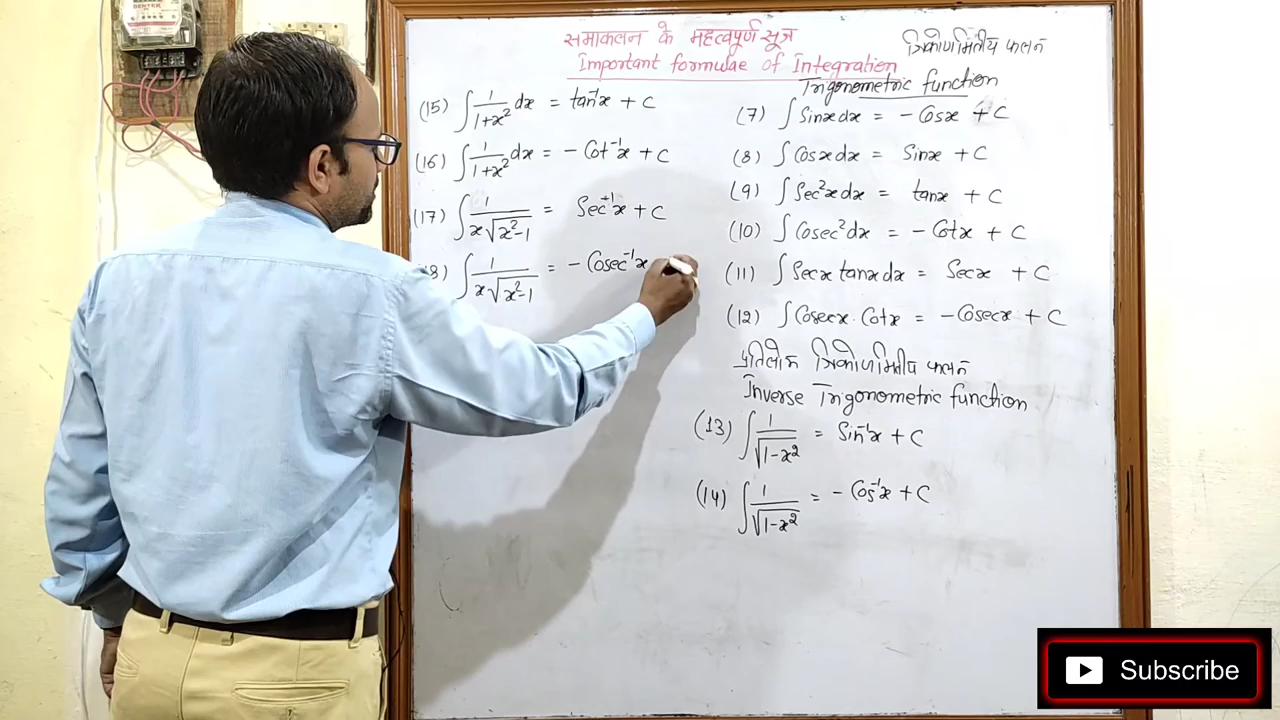 समाकलन के महत्वपूर्ण सूत्र
Important formulae of Integration
त्रिकोणमितीय फलन
Trigonometric function
(7) ∫ Sinx dx = - Cosx + C
(8) ∫ Cosx dx = Sinx + C
(9) ∫ Sec²x dx = tanx + C
(10) ∫ Cosec² dx = - Cotx + C
(11) ∫ Secx tanx dx = Secx + C
(12) ∫ Cosecx . Cotx = - Cosecx + C
प्रतिलोम त्रिकोणमितीय फलन
Inverse Trigonometric function
(13) ∫ 1/√(1-x²) = Sin⁻¹x + C
(14) ∫ 1/√(1-x²) = - Cos⁻¹x + C
(15) ∫ 1/(1+x²) dx = tan⁻¹x + C
(16) ∫ 1/(1+x²) dx = - Cot⁻¹x + C
(17) ∫ 1/(x√(x²-1)) = Sec⁻¹x + C
8) ∫ 1/(x√(x²-1)) = - Cosec⁻¹x
Subscribe